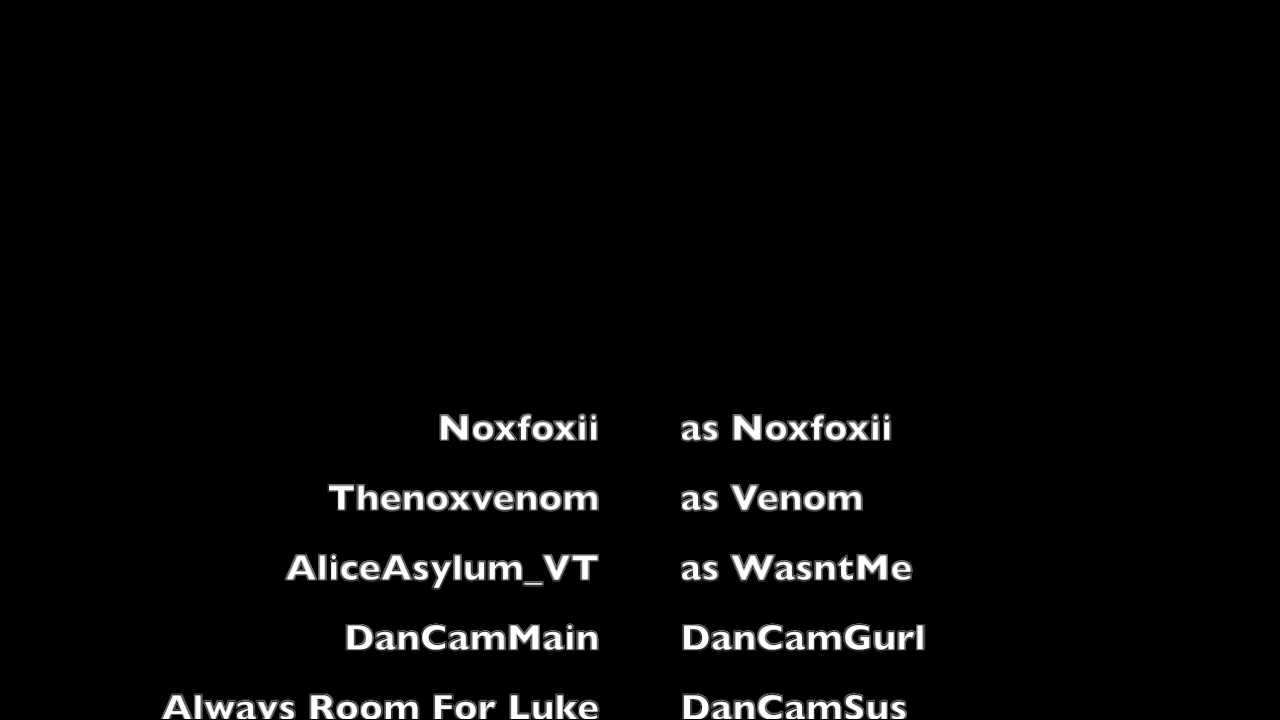 Noxfoxii as Noxfoxii
Thenoxvenom as Venom
AliceAsylum_VT as WasntMe
DanCamMain DanCamGurl
Always Room For Luke DanCamSus